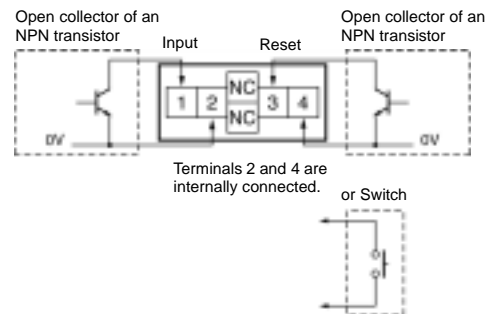 Open collector of an
NPN transistor
Input
Reset
Open collector of an
NPN transistor
NC
1 2 3 4
NC
0V
0V
Terminals 2 and 4 are
internally connected.
or Switch